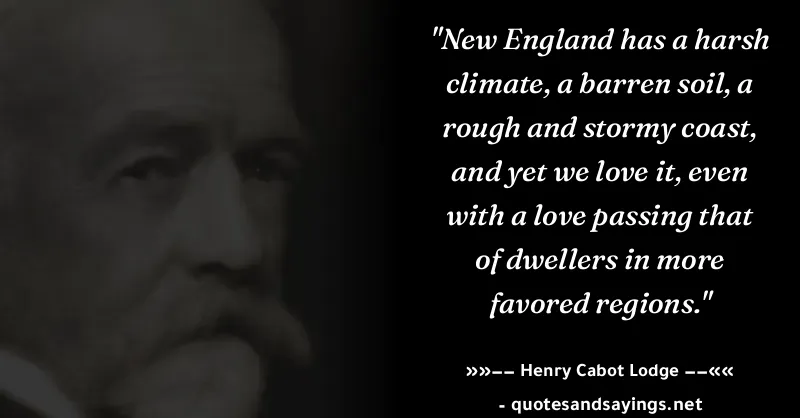 "New England has a harsh
climate, a barren soil, a
rough and stormy coast,
and yet we love it, even
with a love passing that
of dwellers in more
favored regions."
»»–– Henry Cabot Lodge ––««
- quotesandsayings.net